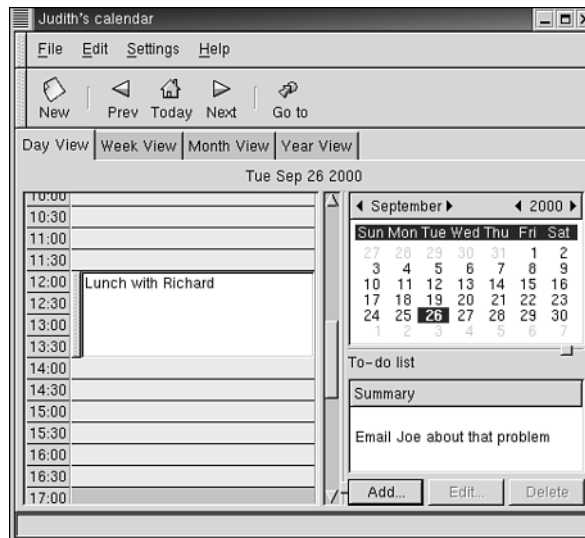 Judith's calendar
File Edit Settings Help
New Prev Today Next Go to
Day View Week View Month View Year View
Tue Sep 26 2000
10:00
10:30
11:00
11:30
12:00 Lunch with Richard
12:30
13:00
13:30
14:00
14:30
15:00
15:30
16:00
16:30
17:00
September 2000
Sun Mon Tue Wed Thu Fri Sat
27 28 29 30 31 1 2
3 4 5 6 7 8 9
10 11 12 13 14 15 16
17 18 19 20 21 22 23
24 25 26 27 28 29 30
1 2 3 4 5 6 7
To-do list
Summary
Email Joe about that problem
Add... Edit... Delete